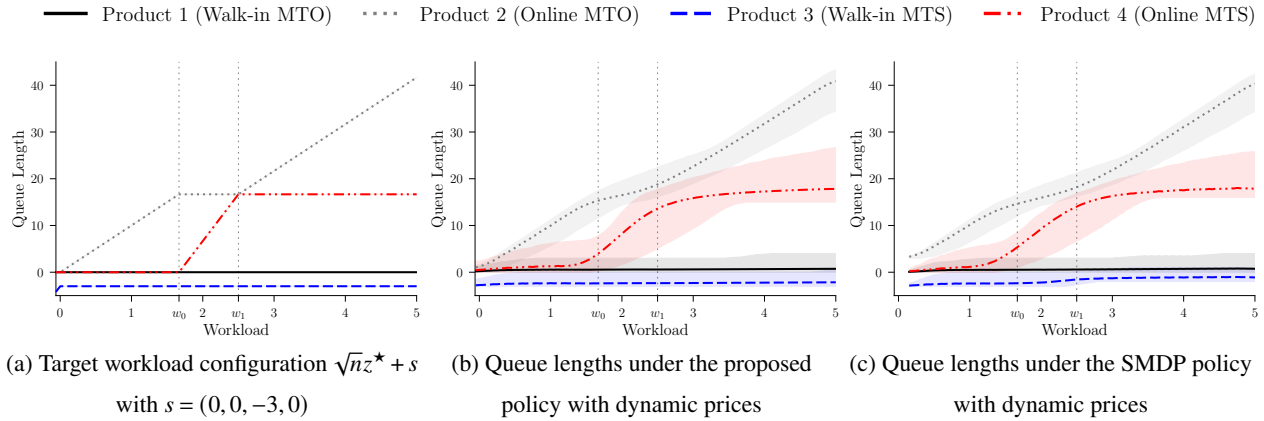 Product 1 (Walk-in MTO) Product 2 (Online MTO) Product 3 (Walk-in MTS) Product 4 (Online MTS)
Queue Length
40
30
20
10
0
0 1 w₀ 2 w₁ 3 4 5
Workload
Queue Length
40
30
20
10
0
0 1 w₀ 2 w₁ 3 4 5
Workload
Queue Length
40
30
20
10
0
0 1 w₀ 2 w₁ 3 4 5
Workload
(a) Target workload configuration √nz★ + s
with s = (0, 0, −3, 0)
(b) Queue lengths under the proposed
policy with dynamic prices
(c) Queue lengths under the SMDP policy
with dynamic prices